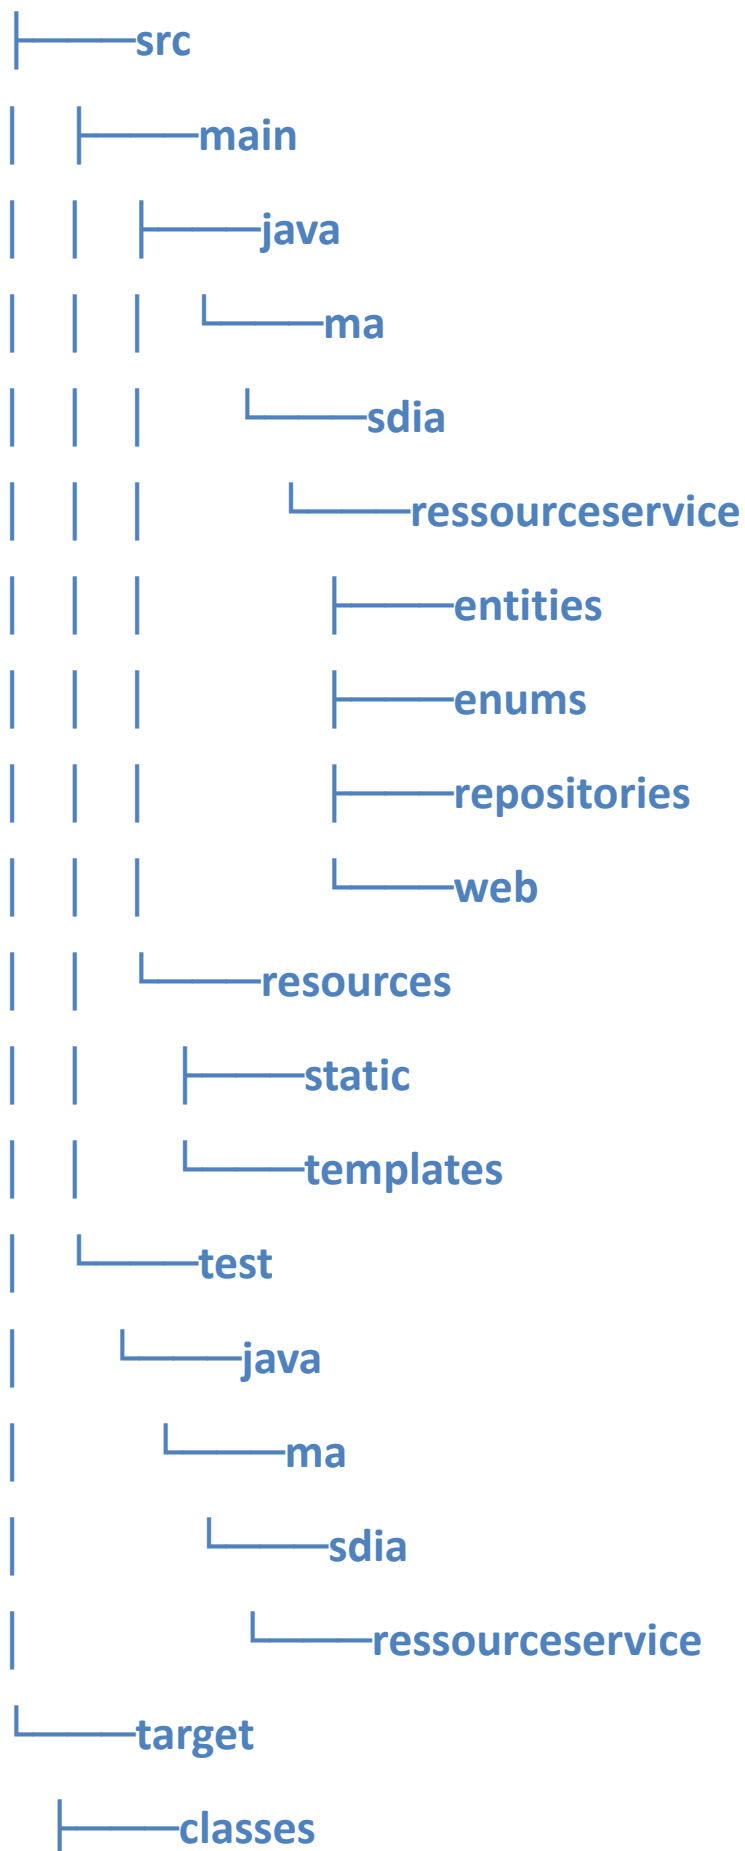 ├───src
│   ├───main
│   │   ├───java
│   │   │   └───ma
│   │   │       └───sdia
│   │   │           └───ressourceservice
│   │   │               ├───entities
│   │   │               ├───enums
│   │   │               ├───repositories
│   │   │               └───web
│   │   └───resources
│   │       ├───static
│   │       └───templates
│   └───test
│       └───java
│           └───ma
│               └───sdia
│                   └───ressourceservice
└───target
    ├───classes